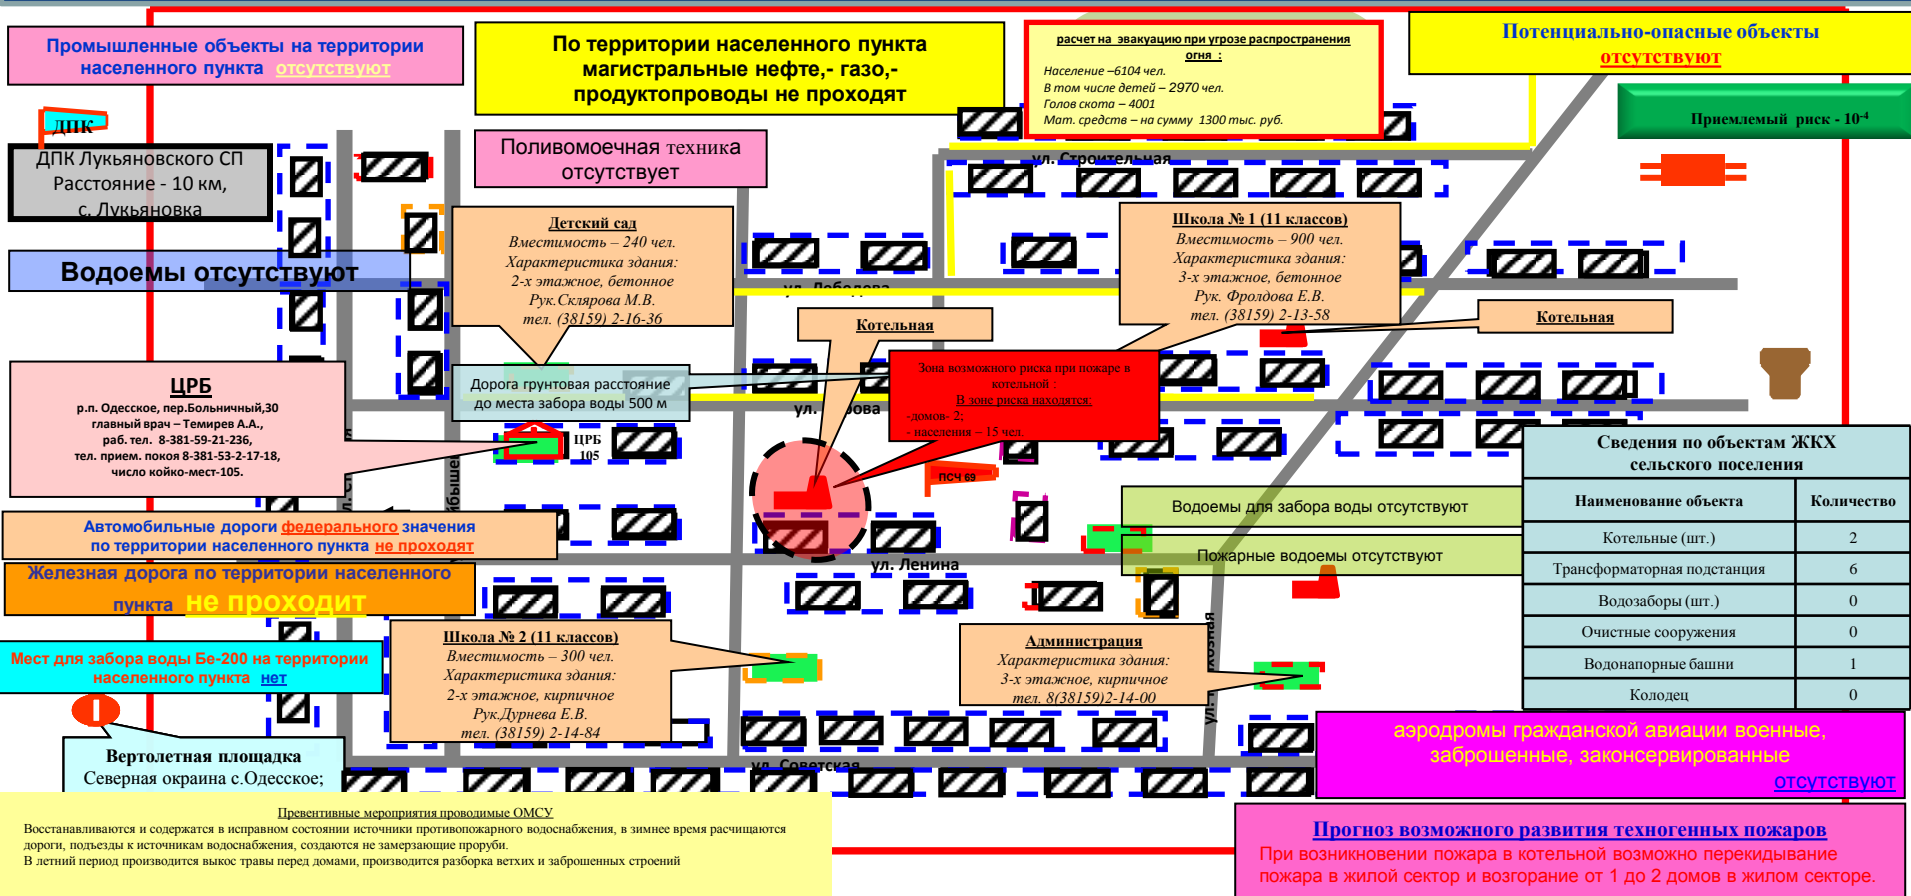 Промышленные объекты на территории
населенного пункта отсутствуют
По территории населенного пункта
магистральные нефте,- газо,-
продуктопроводы не проходят
расчет на эвакуацию при угрозе распространения
огня :
Население –6104 чел.
В том числе детей – 2970 чел.
Голов скота – 4001
Мат. средств – на сумму 1300 тыс. руб.
Потенциально-опасные объекты
отсутствуют
Приемлемый риск - 10-4
ДПК
ДПК Лукьяновского СП
Расстояние - 10 км,
с. Лукьяновка
Поливомоечная техника
отсутствует
ул. Строительная
Детский сад
Вместимость – 240 чел.
Характеристика здания:
2-х этажное, бетонное
Рук.Склярова М.В.
тел. (38159) 2-16-36
Школа № 1 (11 классов)
Вместимость – 900 чел.
Характеристика здания:
3-х этажное, бетонное
Рук. Фролдова Е.В.
тел. (38159) 2-13-58
Водоемы отсутствуют
ул. Лебедева
Котельная
Котельная
ЦРБ
р.п. Одесское, пер.Больничный,30
главный врач – Темирев А.А.,
раб. тел. 8-381-59-21-236,
тел. прием. покоя 8-381-53-2-17-18,
число койко-мест-105.
Дорога грунтовая расстояние
до места забора воды 500 м
Зона возможного риска при пожаре в
котельной :
В зоне риска находятся:
-домов- 2;
- населения – 15 чел.
ул.
ЦРБ
105
ПСЧ 69
Сведения по объектам ЖКХ
сельского поселения
Наименование объекта Количество
Котельные (шт.) 2
Трансформаторная подстанция 6
Водозаборы (шт.) 0
Очистные сооружения 0
Водонапорные башни 1
Колодец 0
Водоемы для забора воды отсутствуют
Пожарные водоемы отсутствуют
Автомобильные дороги федерального значения
по территории населенного пункта не проходят
ул. Ленина
Железная дорога по территории населенного
пункта не проходит
Школа № 2 (11 классов)
Вместимость – 300 чел.
Характеристика здания:
2-х этажное, кирпичное
Рук.Дурнева Е.В.
тел. (38159) 2-14-84
Администрация
Характеристика здания:
3-х этажное, кирпичное
тел. 8(38159)2-14-00
Мест для забора воды Бе-200 на территории
населенного пункта нет
Вертолетная площадка
Северная окраина с.Одесское;
ул. Советская
аэродромы гражданской авиации военные,
заброшенные, законсервированные
отсутствуют
Превентивные мероприятия проводимые ОМСУ
Восстанавливаются и содержатся в исправном состоянии источники противопожарного водоснабжения, в зимнее время расчищаются
дороги, подъезды к источникам водоснабжения, создаются не замерзающие проруби.
В летний период производится выкос травы перед домами, производится разборка ветхих и заброшенных строений
Прогноз возможного развития техногенных пожаров
При возникновении пожара в котельной возможно перекидывание
пожара в жилой сектор и возгорание от 1 до 2 домов в жилом секторе.